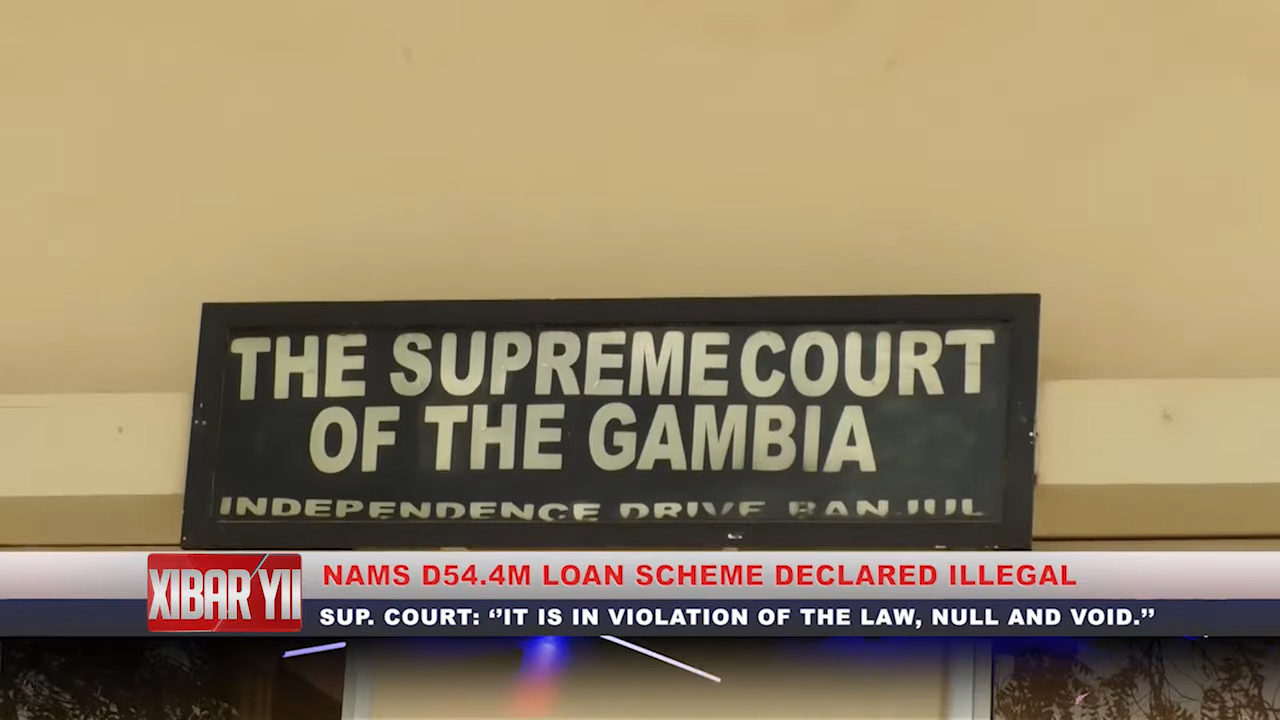 THE SUPREME COURT
OF THE GAMBIA
INDEPENDENCE DRIVE BANJUL
XIBAR YII
NAMS D54.4M LOAN SCHEME DECLARED ILLEGAL
SUP. COURT: ‘’IT IS IN VIOLATION OF THE LAW, NULL AND VOID.’’